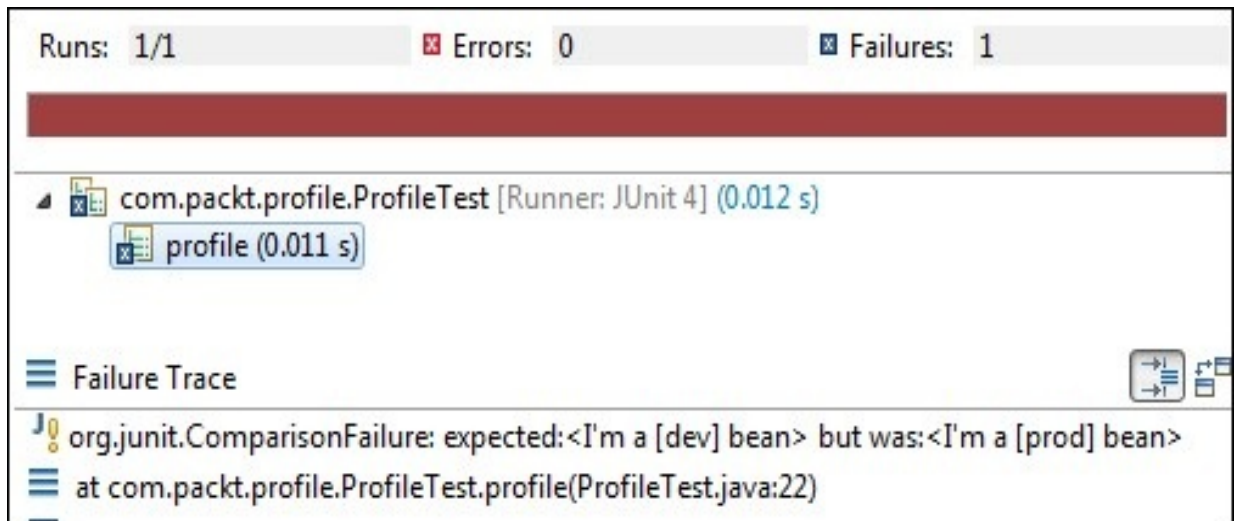 Runs: 1/1 Errors: 0 Failures: 1
com.packt.profile.ProfileTest [Runner: JUnit 4] (0.012 s)
profile (0.011 s)
Failure Trace
org.junit.ComparisonFailure: expected:<I'm a [dev] bean> but was:<I'm a [prod] bean>
at com.packt.profile.ProfileTest.profile(ProfileTest.java:22)